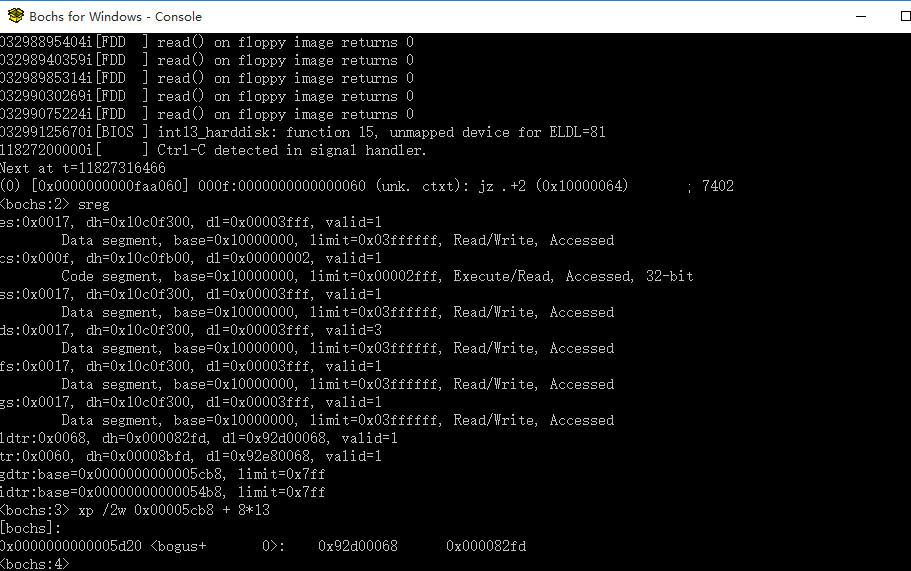 Bochs for Windows - Console
03298895404i[FDD  ] read() on floppy image returns 0
03298940359i[FDD  ] read() on floppy image returns 0
03298985314i[FDD  ] read() on floppy image returns 0
03299030269i[FDD  ] read() on floppy image returns 0
03299075224i[FDD  ] read() on floppy image returns 0
03299125670i[BIOS ] int13_harddisk: function 15, unmapped device for ELDL=81
118272000000i[     ] Ctrl-C detected in signal handler.
Next at t=11827316466
(0) [0x0000000000faa060] 000f:0000000000000060 (unk. ctxt): jz .+2 (0x10000064)       ; 7402
<bochs:2> sreg
es:0x0017, dh=0x10c0f300, dl=0x00003fff, valid=1
        Data segment, base=0x10000000, limit=0x03ffffff, Read/Write, Accessed
cs:0x000f, dh=0x10c0fb00, dl=0x00000002, valid=1
        Code segment, base=0x10000000, limit=0x00002fff, Execute/Read, Accessed, 32-bit
ss:0x0017, dh=0x10c0f300, dl=0x00003fff, valid=1
        Data segment, base=0x10000000, limit=0x03ffffff, Read/Write, Accessed
ds:0x0017, dh=0x10c0f300, dl=0x00003fff, valid=3
        Data segment, base=0x10000000, limit=0x03ffffff, Read/Write, Accessed
fs:0x0017, dh=0x10c0f300, dl=0x00003fff, valid=1
        Data segment, base=0x10000000, limit=0x03ffffff, Read/Write, Accessed
gs:0x0017, dh=0x10c0f300, dl=0x00003fff, valid=1
        Data segment, base=0x10000000, limit=0x03ffffff, Read/Write, Accessed
ldtr:0x0068, dh=0x000082fd, dl=0x92d00068, valid=1
tr:0x0060, dh=0x00008bfd, dl=0x92e80068, valid=1
gdtr:base=0x0000000000005cb8, limit=0x7ff
idtr:base=0x00000000000054b8, limit=0x7ff
<bochs:3> xp /2w 0x00005cb8 + 8*13
[bochs]:
0x0000000000005d20 <bogus+       0>:    0x92d00068      0x000082fd
<bochs:4>